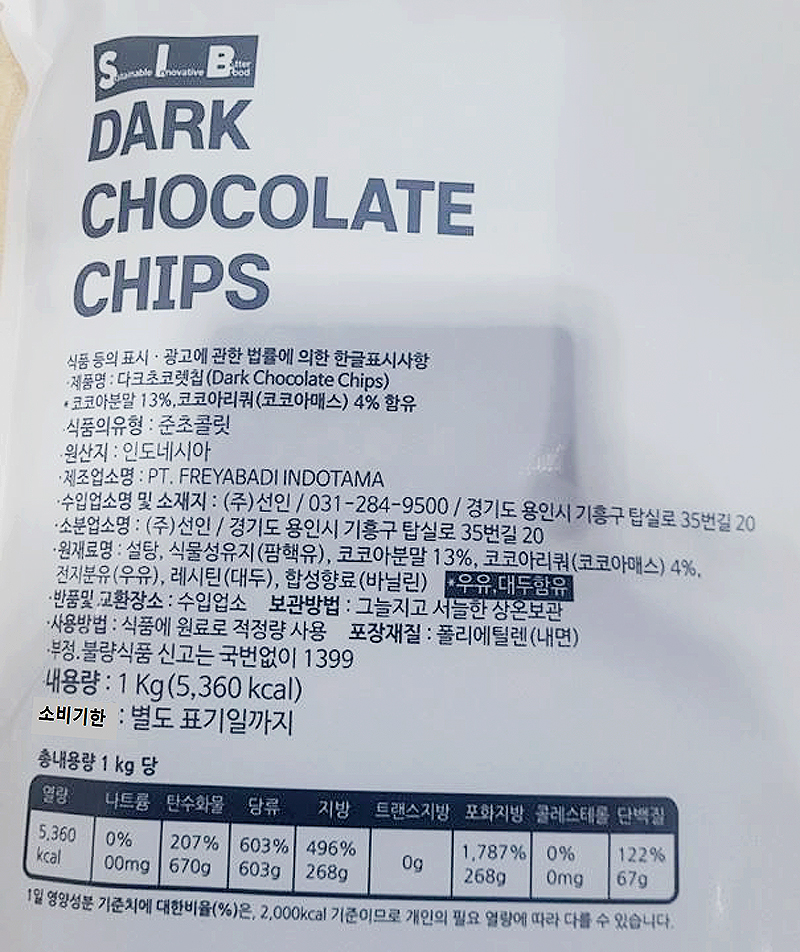 Sustainable Innovative Better Food
DARK
CHOCOLATE
CHIPS
식품 등의 표시 · 광고에 관한 법률에 의한 한글표시사항
·제품명 : 다크초코렛칩(Dark Chocolate Chips)
* 코코아분말 13%,코코아리쿼(코코아매스) 4% 함유
·식품의유형 : 준초콜릿
·원산지 : 인도네시아
·제조업소명 : PT. FREYABADI INDOTAMA
·수입업소명 및 소재지 : (주)선인 / 031-284-9500 / 경기도 용인시 기흥구 탑실로 35번길 20
·소분업소명 : (주)선인 / 경기도 용인시 기흥구 탑실로 35번길 20
·원재료명 : 설탕, 식물성유지(팜핵유), 코코아분말 13%, 코코아리쿼(코코아매스) 4%,
전지분유(우유), 레시틴(대두), 합성향료(바닐린) *우유,대두함유
·반품및 교환장소 : 수입업소 보관방법 : 그늘지고 서늘한 상온보관
·사용방법 : 식품에 원료로 적정량 사용 포장재질 : 폴리에틸렌(내면)
·부정.불량식품 신고는 국번없이 1399
·내용량 : 1 Kg(5,360 kcal)
소비기한 : 별도 표기일까지
총내용량 1 kg 당
열량 나트륨 탄수화물 당류 지방 트랜스지방 포화지방 콜레스테롤 단백질
5,360 0% 207% 603% 496% 0g 1,787% 0% 122%
kcal 00mg 670g 603g 268g 268g 0mg 67g
1일 영양성분 기준치에 대한비율(%)은, 2,000kcal 기준이므로 개인의 필요 열량에 따라 다를 수 있습니다.